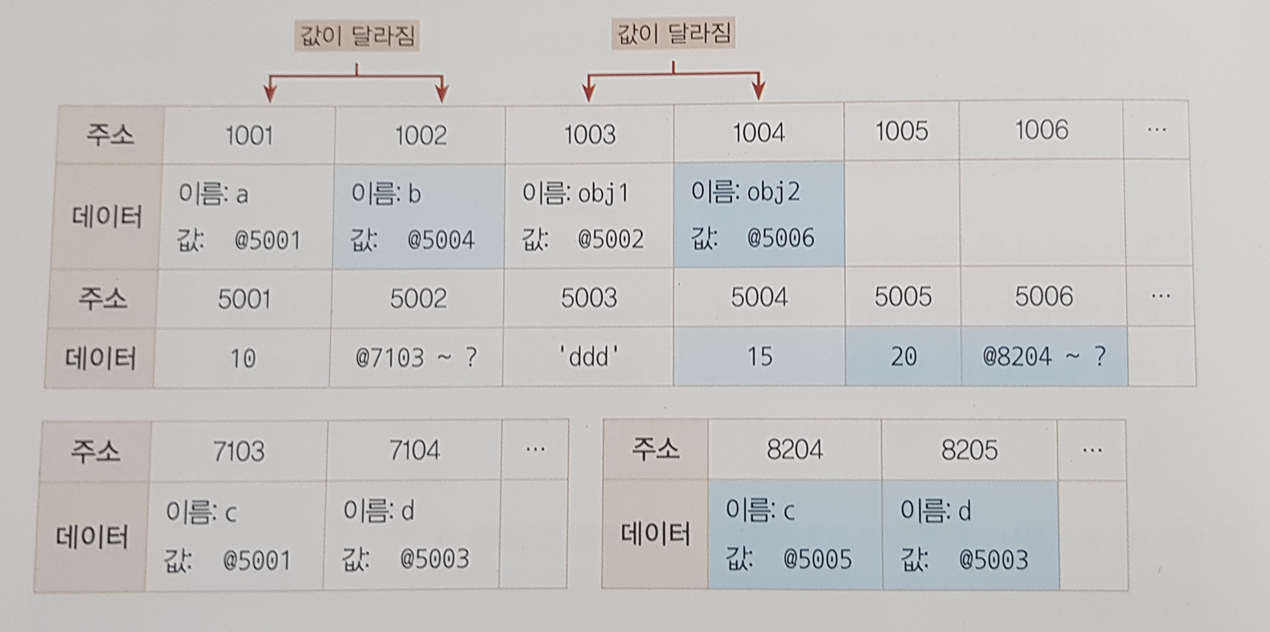 값이 달라짐 값이 달라짐
주소 1001 1002 1003 1004 1005 1006 ...
데이터 이름: a 이름: b 이름: obj1 이름: obj2
값: @5001 값: @5004 값: @5002 값: @5006
주소 5001 5002 5003 5004 5005 5006 ...
데이터 10 @7103 ~ ? 'ddd' 15 20 @8204 ~ ?
주소 7103 7104 ...
데이터 이름: c 이름: d
값: @5001 값: @5003
주소 8204 8205 ...
데이터 이름: c 이름: d
값: @5005 값: @5003